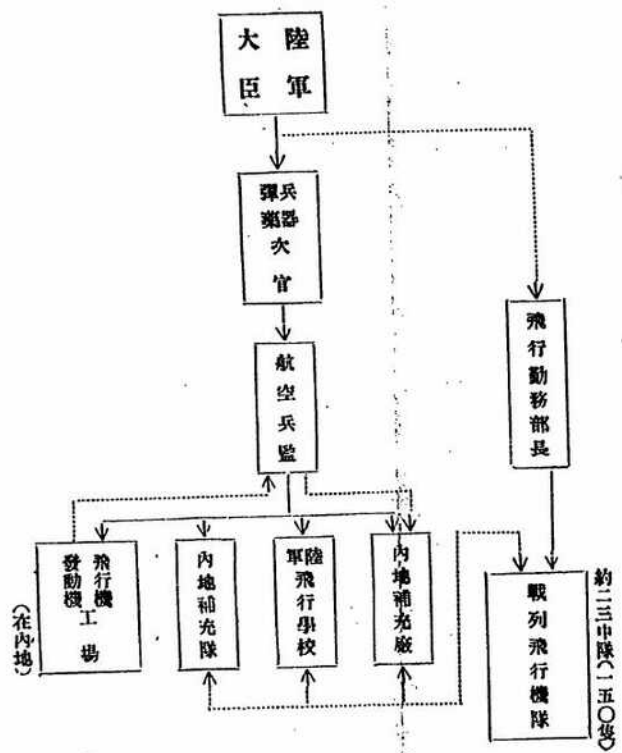 陸軍
大臣
兵器
彈藥
次官
航空兵監
飛行勤務部長
約二三中隊(一五〇隻)
戰列飛行機隊
內地補充廠
陸軍
飛行學校
內地補充隊
飛行機
發動機
工場
(在內地)